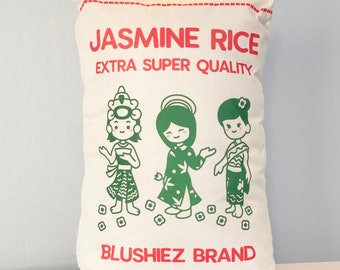 JASMINE RICE
EXTRA SUPER QUALITY
BLUSHIEZ BRAND